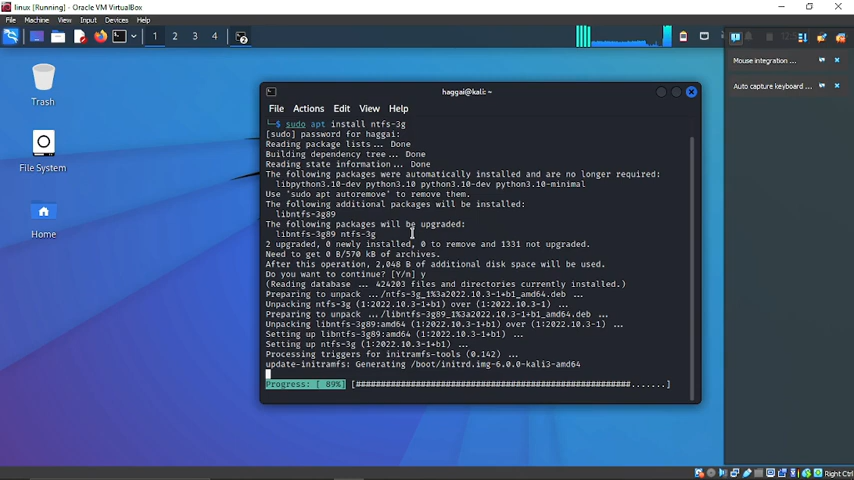 linux [Running] - Oracle VM VirtualBox
File Machine View Input Devices Help
1 2 3 4
Trash
File System
Home
Mouse integration ...
Auto capture keyboard ...
haggai@kali: ~
File Actions Edit View Help
└─$ sudo apt install ntfs-3g
[sudo] password for haggai:
Reading package lists... Done
Building dependency tree... Done
Reading state information... Done
The following packages were automatically installed and are no longer required:
libpython3.10-dev python3.10 python3.10-dev python3.10-minimal
Use 'sudo apt autoremove' to remove them.
The following additional packages will be installed:
libntfs-3g89
The following packages will be upgraded:
libntfs-3g89 ntfs-3g
2 upgraded, 0 newly installed, 0 to remove and 1331 not upgraded.
Need to get 0 B/570 kB of archives.
After this operation, 2,048 B of additional disk space will be used.
Do you want to continue? [Y/n] y
(Reading database ... 424203 files and directories currently installed.)
Preparing to unpack .../ntfs-3g_1%3a2022.10.3-1+b1_amd64.deb ...
Unpacking ntfs-3g (1:2022.10.3-1+b1) over (1:2022.10.3-1) ...
Preparing to unpack .../libntfs-3g89_1%3a2022.10.3-1+b1_amd64.deb ...
Unpacking libntfs-3g89:amd64 (1:2022.10.3-1+b1) over (1:2022.10.3-1) ...
Setting up libntfs-3g89:amd64 (1:2022.10.3-1+b1) ...
Setting up ntfs-3g (1:2022.10.3-1+b1) ...
Processing triggers for initramfs-tools (0.142) ...
update-initramfs: Generating /boot/initrd.img-6.0.0-kali3-amd64
Progress: [ 89%] [##########################################################.......]
Right Ctrl